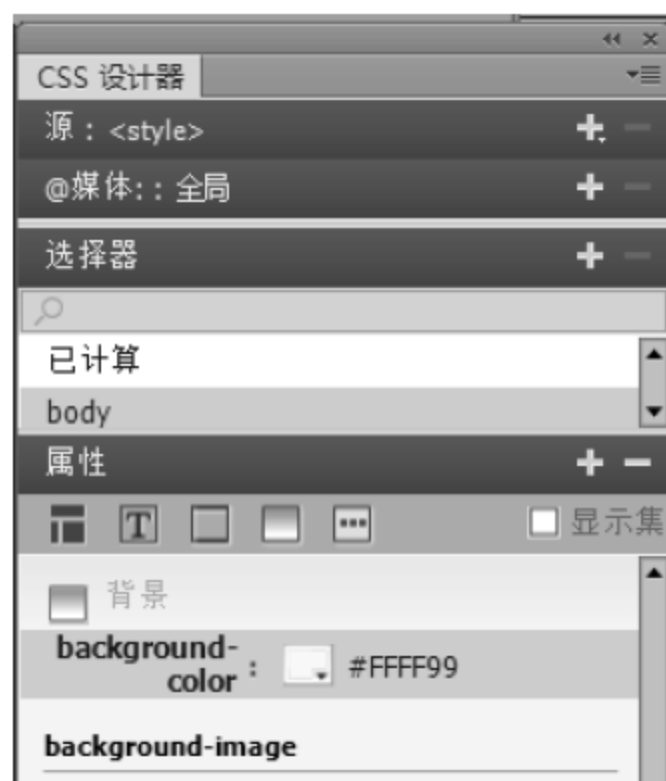 CSS 设计器
源：<style>
@媒体:：全局
选择器
已计算
body
属性
T 显示集
背景
background-
color : #FFFF99
background-image